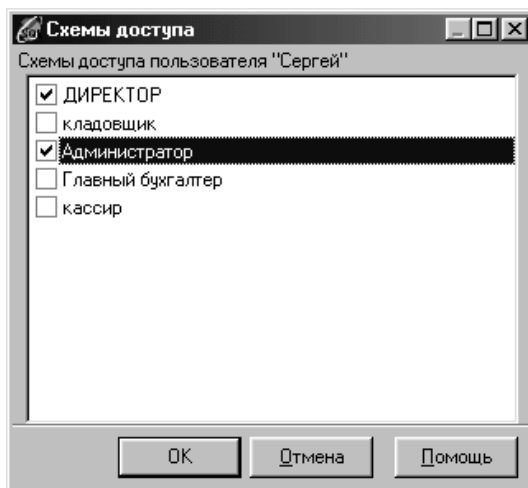 Схемы доступа
Схемы доступа пользователя "Сергей"
ДИРЕКТОР
кладовщик
Администратор
Главный бухгалтер
кассир
OK
Отмена
Помощь